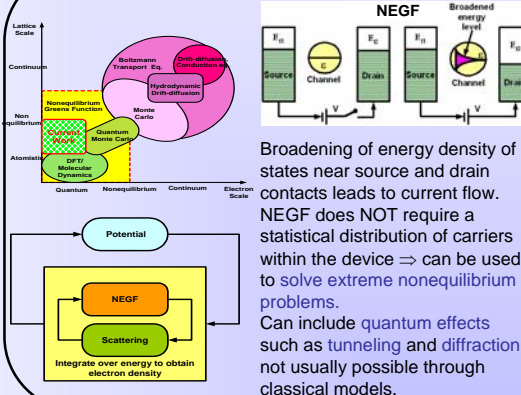 Lattice
Scale
Continuum
Non
equilibrium
Atomistic
Boltzmann
Transport Eq.
Drift-diffusion,
Conduction eq.
Hydrodynamic
Drift-diffusion
Nonequilibrium
Greens Function
Monte
Carlo
Current
Work
Quantum
Monte Carlo
DFT/
Molecular
Dynamics
Quantum
Nonequilibrium
Continuum
Electron
Scale
Potential
NEGF
Scattering
Integrate over energy to obtain
electron density
NEGF
Broadened
energy
level
Source
Channel
Drain
V
Source
Channel
V
Broadening of energy density of
states near source and drain
contacts leads to current flow.
NEGF does NOT require a
statistical distribution of carriers
within the device ⇒ can be used
to solve extreme nonequilibrium
problems.
Can include quantum effects
such as tunneling and diffraction
not usually possible through
classical models.